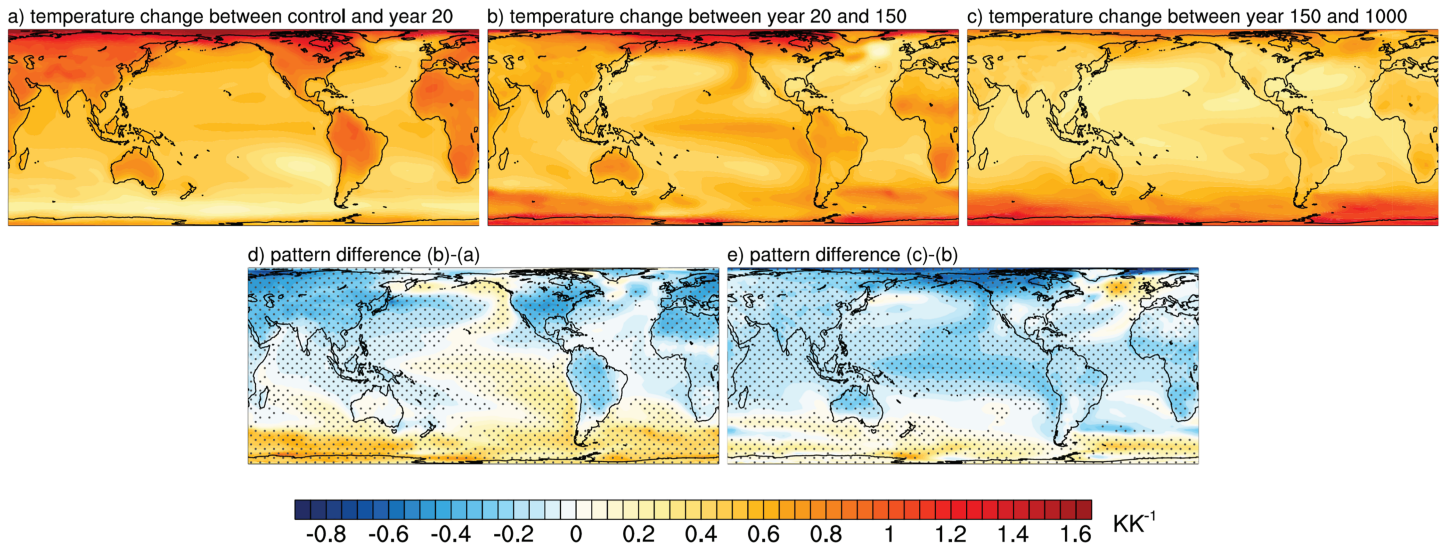 a) temperature change between control and year 20
b) temperature change between year 20 and 150
c) temperature change between year 150 and 1000
d) pattern difference (b)-(a)
e) pattern difference (c)-(b)
-0.8 -0.6 -0.4 -0.2 0 0.2 0.4 0.6 0.8 1 1.2 1.4 1.6 KK⁻¹